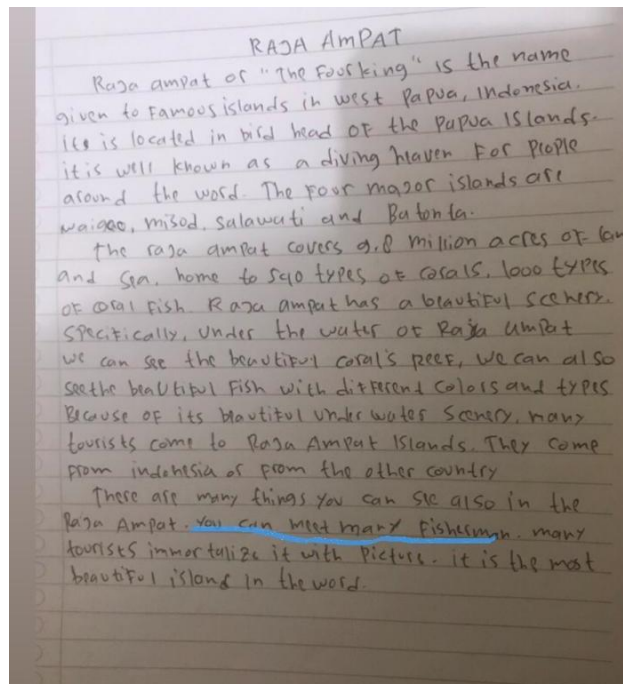 RAJA AMPAT
Raja ampat or "The Four king" is the name
given to Famous islands in west Papua, Indonesia.
is located in bird head OF the Papua Islands.
it is well known as a diving heaven For People
around the word. The Four major islands are
waigeo, misod, salawati and Batanta.
the raja ampat covers 9.8 million acres OF
and sea, home to 540 types of corals, 1000 types
OF coral Fish. Raja ampat has a beautiful scenery.
Specifically, under the water of Raja Ampat
we can see the beautiful coral's reef, we can also
see the beautiful Fish with different colors and types
Because of its beautiful under water Scenery, many
tourists come to Raja Ampat Islands. They come
From indonesia or From the other country
There are many things you can see also in the
Raja Ampat. You can meet many Fisherman. many
tourists immortalize it with Picture. it is the most
beautiful island in the word.